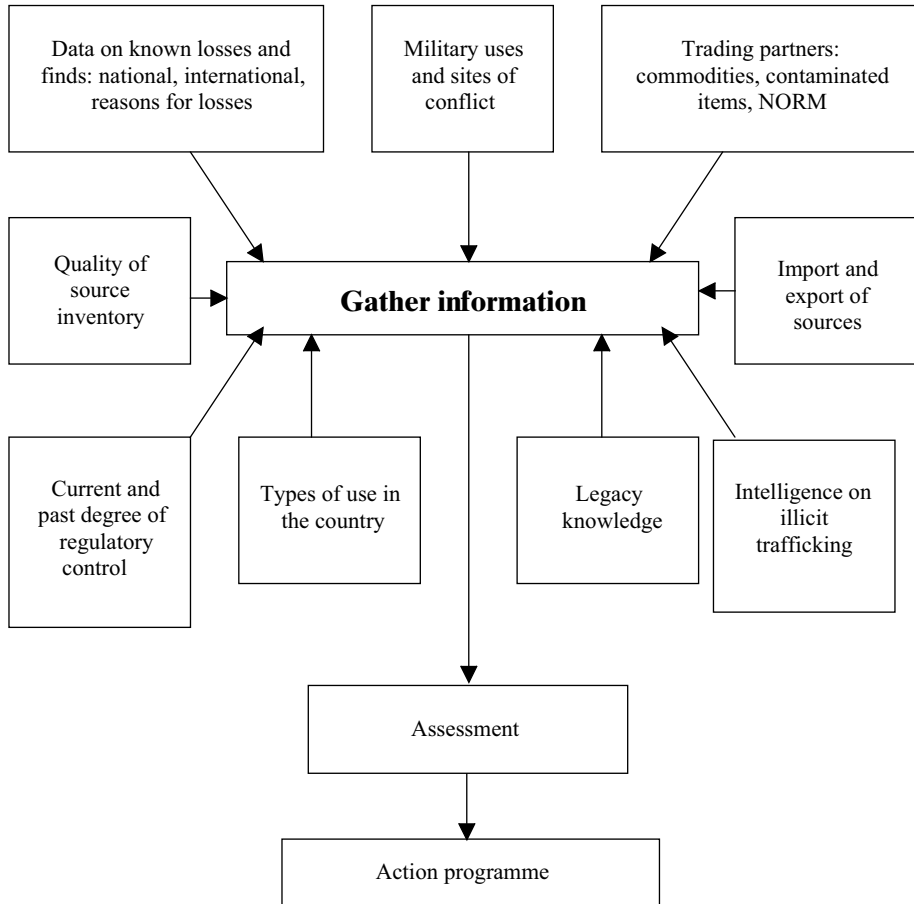 Data on known losses and
finds: national, international,
reasons for losses
Military uses
and sites of
conflict
Trading partners:
commodities, contaminated
items, NORM
Quality of
source
inventory
Gather information
Import and
export of
sources
Current and
past degree of
regulatory
control
Types of use in
the country
Legacy
knowledge
Intelligence on
illicit
trafficking
Assessment
Action programme